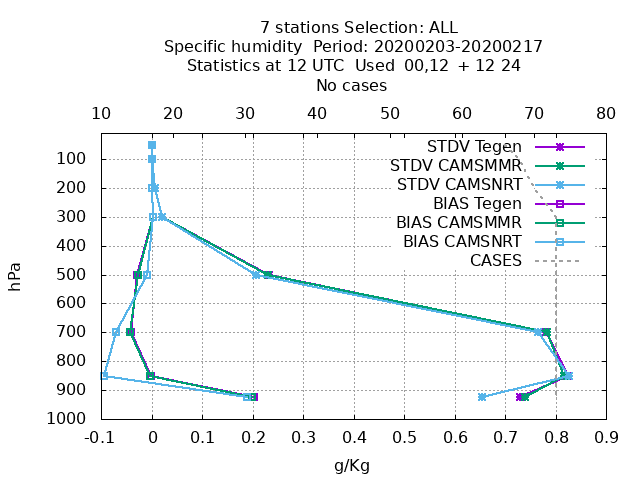 7 stations Selection: ALL
Specific humidity  Period: 20200203-20200217
Statistics at 12 UTC  Used  00,12  + 12 24
No cases
10 20 30 40 50 60 70 80
STDV Tegen
STDV CAMSMMR
STDV CAMSNRT
BIAS Tegen
BIAS CAMSMMR
BIAS CAMSNRT
CASES
hPa
100
200
300
400
500
600
700
800
900
1000
-0.1 0 0.1 0.2 0.3 0.4 0.5 0.6 0.7 0.8 0.9
g/Kg